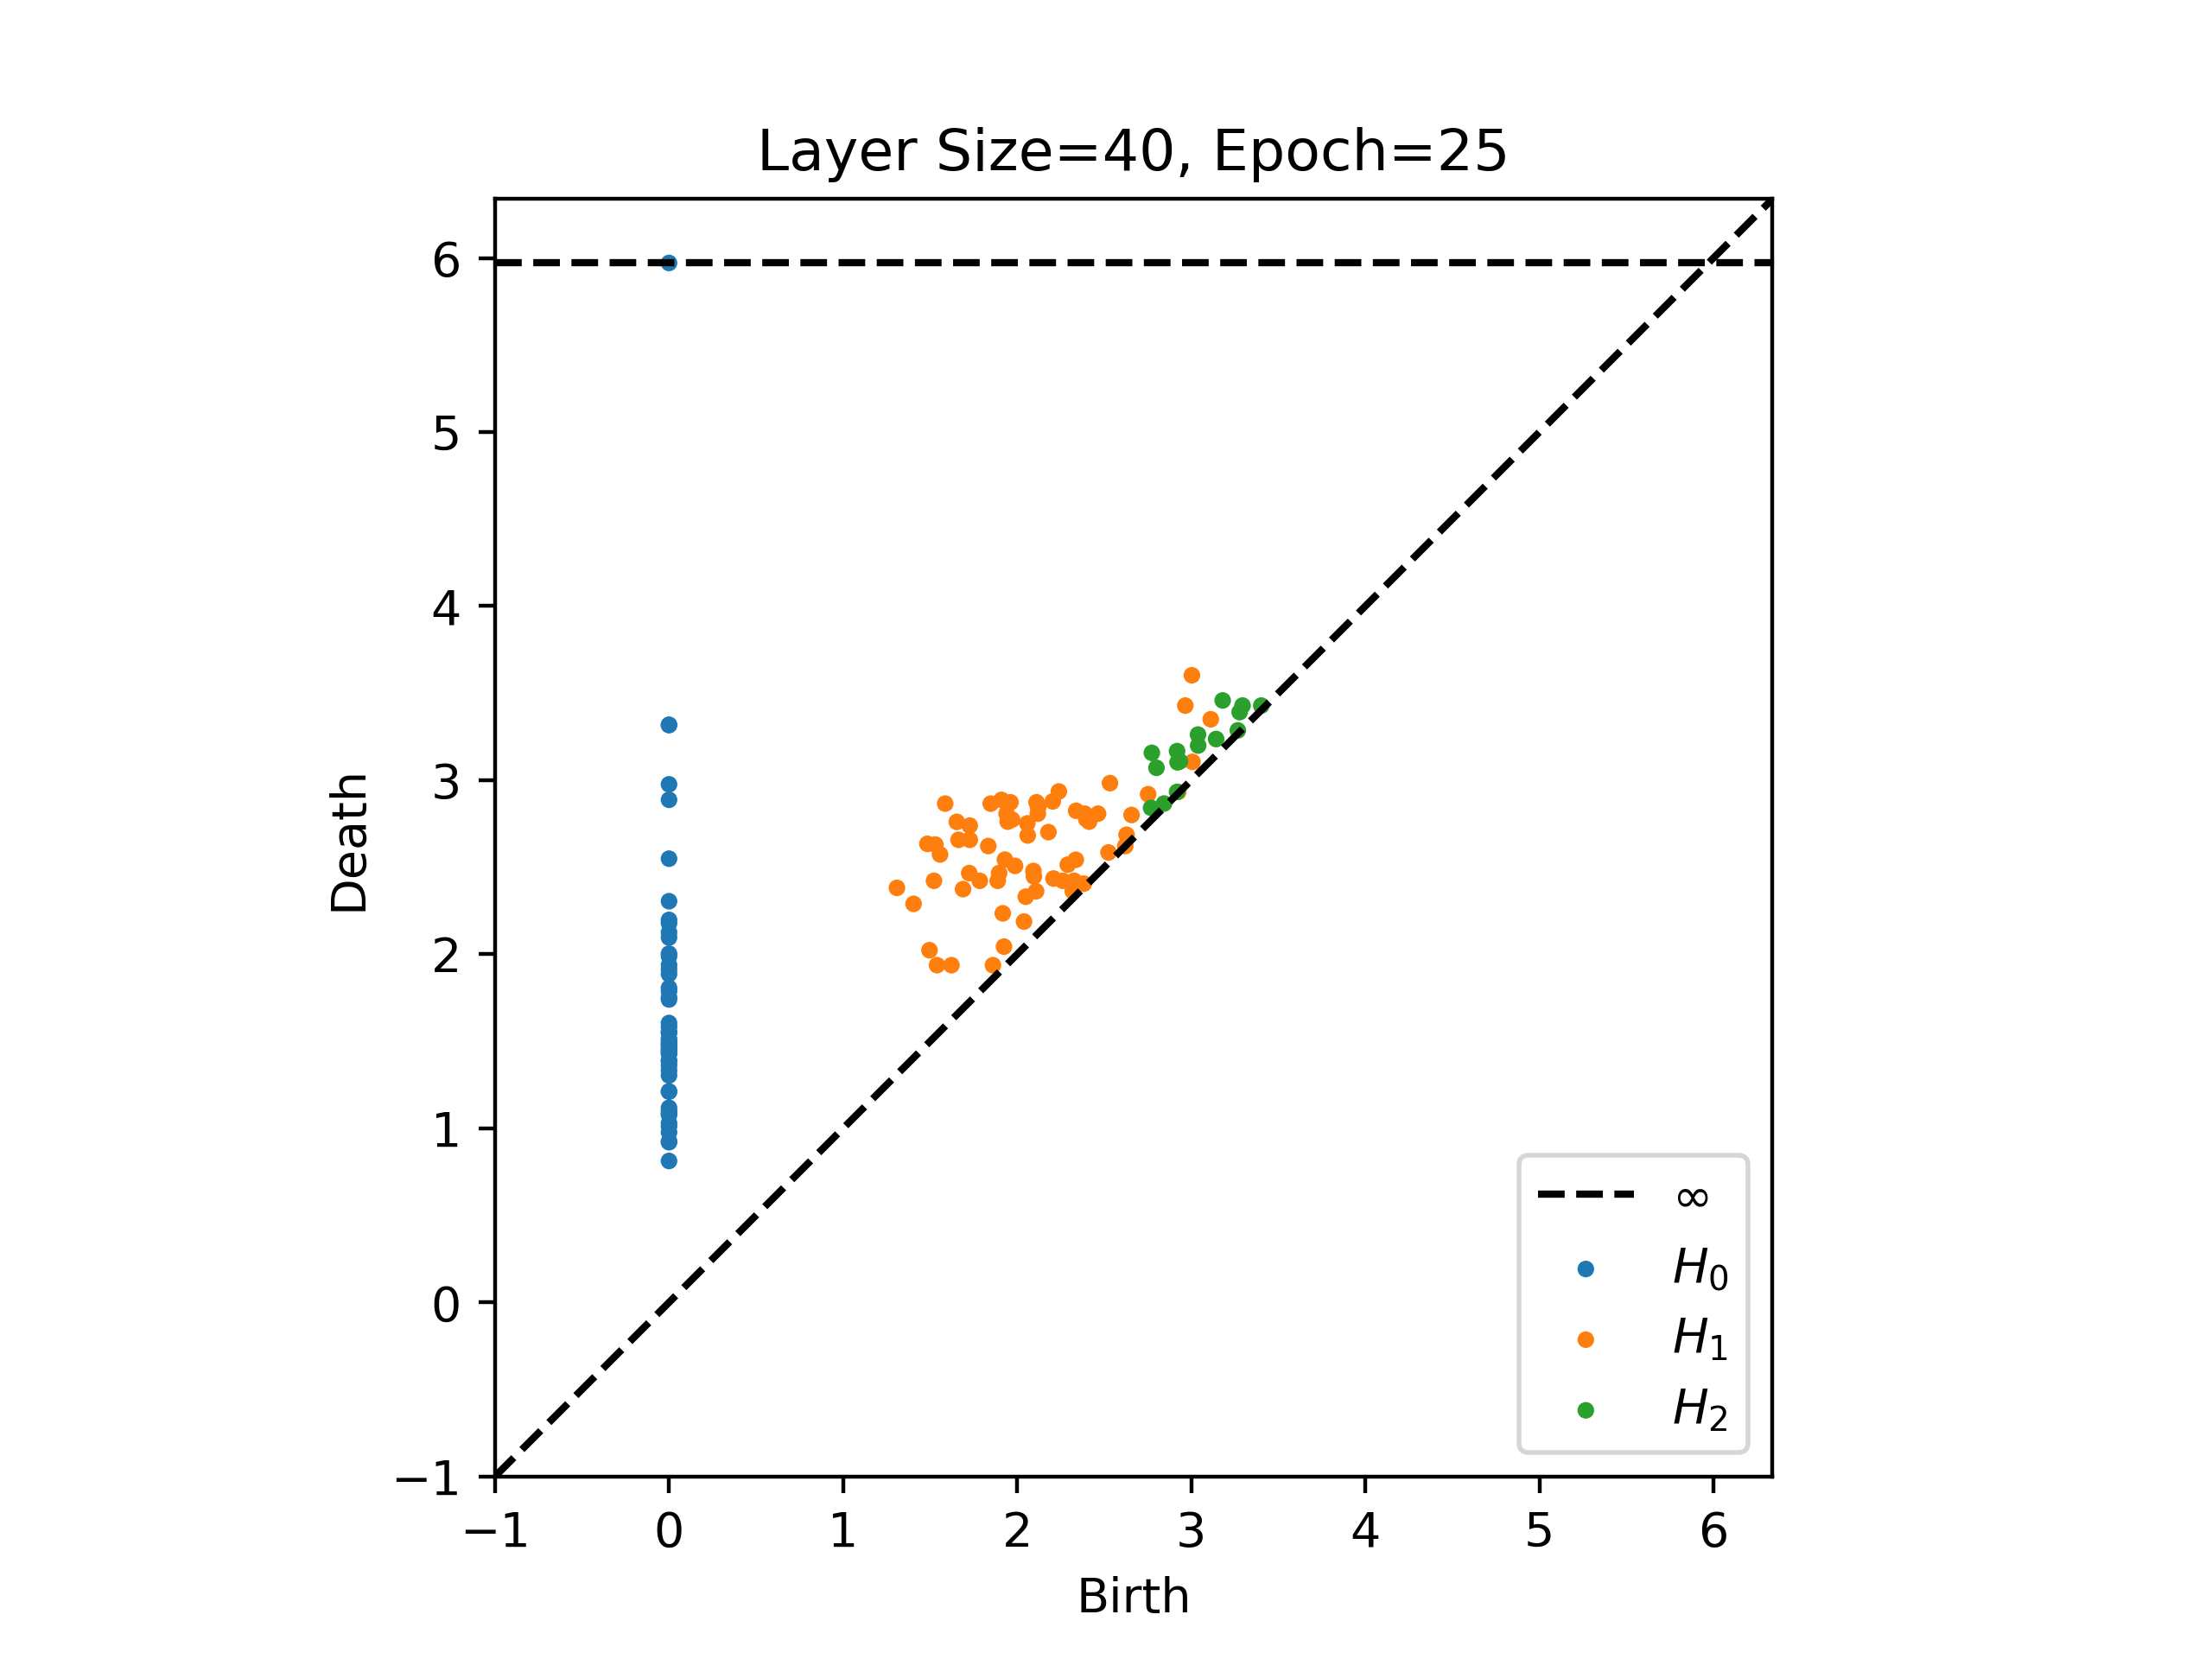 Layer Size=40, Epoch=25
Death
6
5
4
3
2
1
0
−1
−1 0 1 2 3 4 5 6
Birth
∞
H₀
H₁
H₂